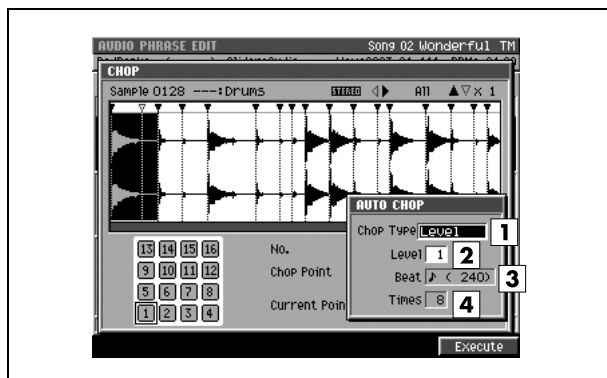 AUDIO PHRASE EDIT Song 02 Wonderful TM
CHOP
Sample 0128 ---:Drums STEREO All x 1
AUTO CHOP
Chop Type Level 1
Level 1 2
Beat ♪ ( 240) 3
Times 8 4
13 14 15 16
9 10 11 12
5 6 7 8
1 2 3 4
No.
Chop Point
Current Poin
Execute